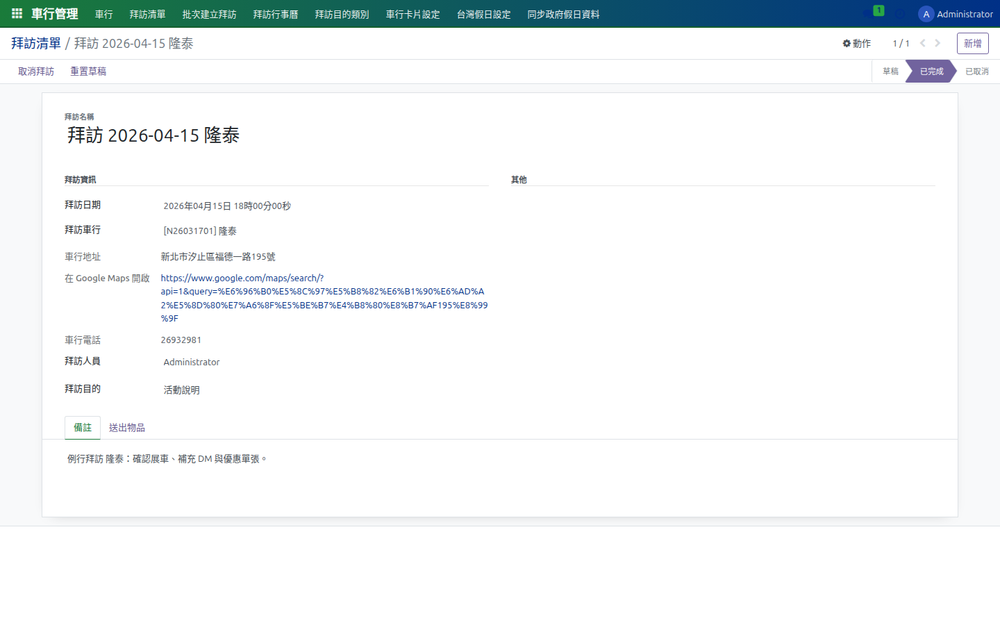 車行管理 車行 拜訪清單 批次建立拜訪 拜訪行事曆 拜訪目的類別 車行卡片設定 台灣假日設定 同步政府假日資料 1 A Administrator
拜訪清單 / 拜訪 2026-04-15 隆泰 動作 1 / 1 新增
取消拜訪 重置草稿 草稿 已完成 已取消
拜訪名稱
拜訪 2026-04-15 隆泰
拜訪資訊 其他
拜訪日期 2026年04月15日 18時00分00秒
拜訪車行 [N26031701] 隆泰
車行地址 新北市汐止區福德一路195號
在 Google Maps 開啟 https://www.google.com/maps/search/?
api=1&query=%E6%96%B0%E5%8C%97%E5%B8%82%E6%B1%90%E6%AD%A
2%E5%8D%80%E7%A6%8F%E5%BE%B7%E4%B8%80%E8%B7%AF195%E8%99
%9F
車行電話 26932981
拜訪人員 Administrator
拜訪目的 活動說明
備註 送出物品
例行拜訪 隆泰：確認展車、補充 DM 與優惠單張。